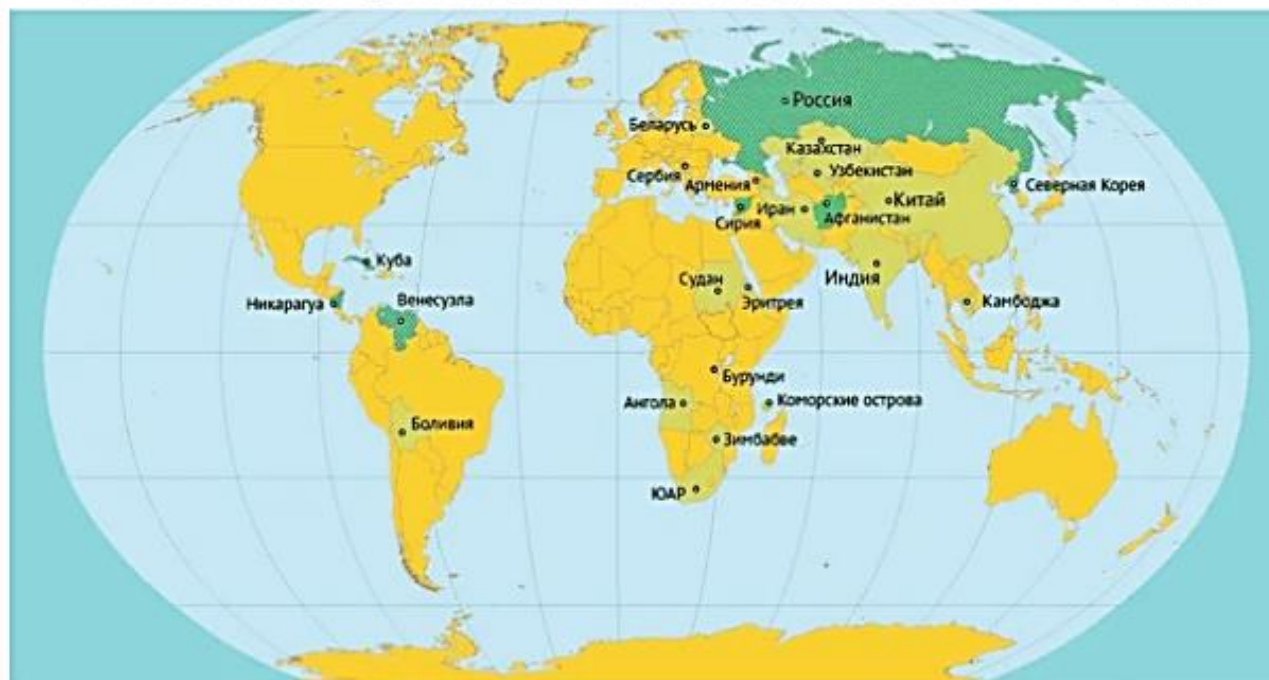 Россия
Беларусь
Казахстан
Сербия
Армения
Узбекистан
Северная Корея
Сирия
Иран
Афганистан
Китай
Куба
Судан
Эритрея
Индия
Никарагуа
Венесуэла
Камбоджа
Бурунди
Ангола
Коморские острова
Боливия
Зимбабве
ЮАР